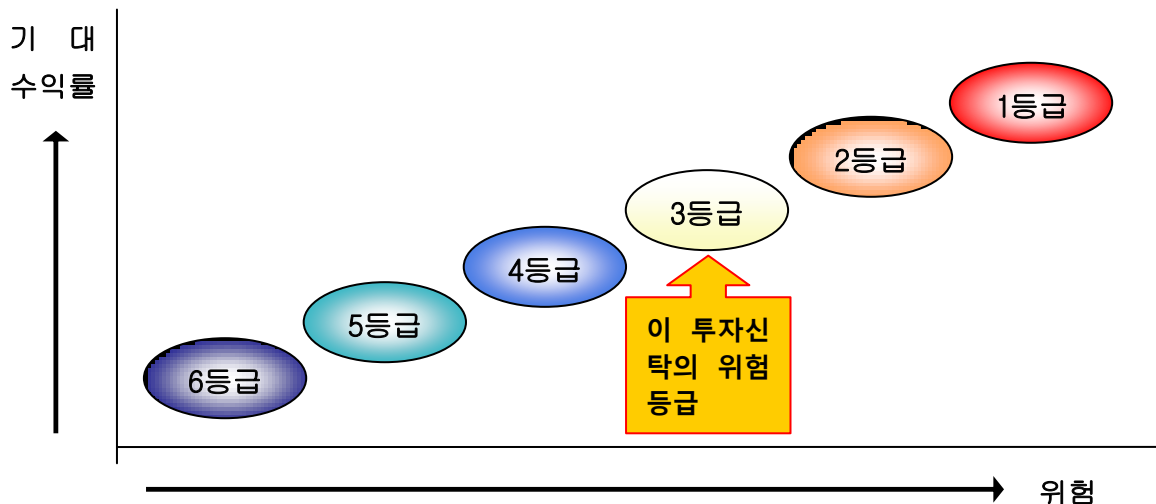 기 대
수익률
1등급
2등급
3등급
4등급
5등급
6등급
이 투자신
탁의 위험
등급
위험